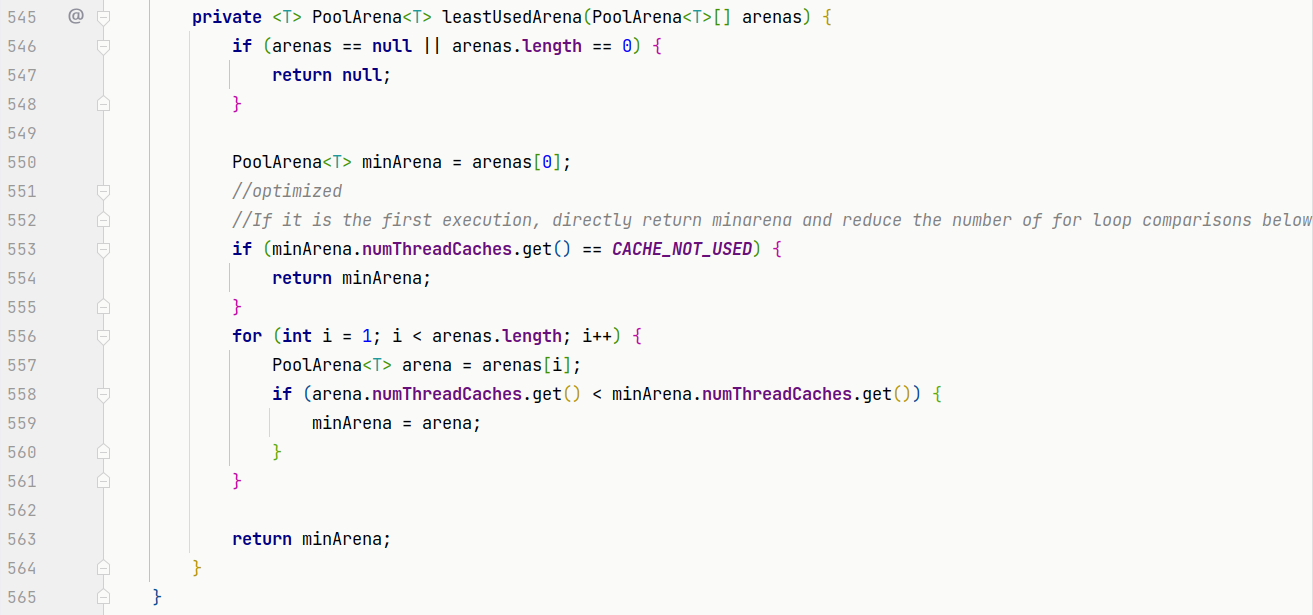 545 @ private <T> PoolArena<T> leastUsedArena(PoolArena<T>[] arenas) {
546 if (arenas == null || arenas.length == 0) {
547 return null;
548 }
549
550 PoolArena<T> minArena = arenas[0];
551 //optimized
552 //If it is the first execution, directly return minarena and reduce the number of for loop comparisons below
553 if (minArena.numThreadCaches.get() == CACHE_NOT_USED) {
554 return minArena;
555 }
556 for (int i = 1; i < arenas.length; i++) {
557 PoolArena<T> arena = arenas[i];
558 if (arena.numThreadCaches.get() < minArena.numThreadCaches.get()) {
559 minArena = arena;
560 }
561 }
562
563 return minArena;
564 }
565 }